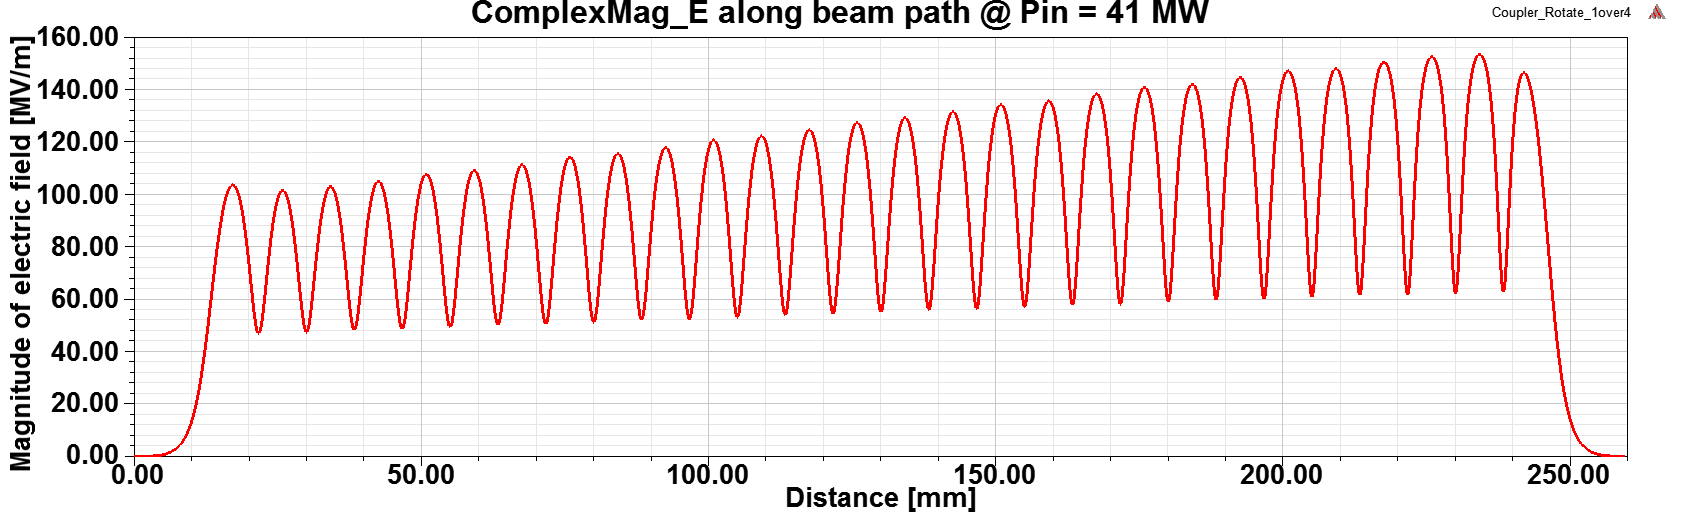 ComplexMag_E along beam path @ Pin = 41 MW
Coupler_Rotate_1over4
Magnitude of electric field [MV/m]
160.00
140.00
120.00
100.00
80.00
60.00
40.00
20.00
0.00
0.00 50.00 100.00 150.00 200.00 250.00
Distance [mm]